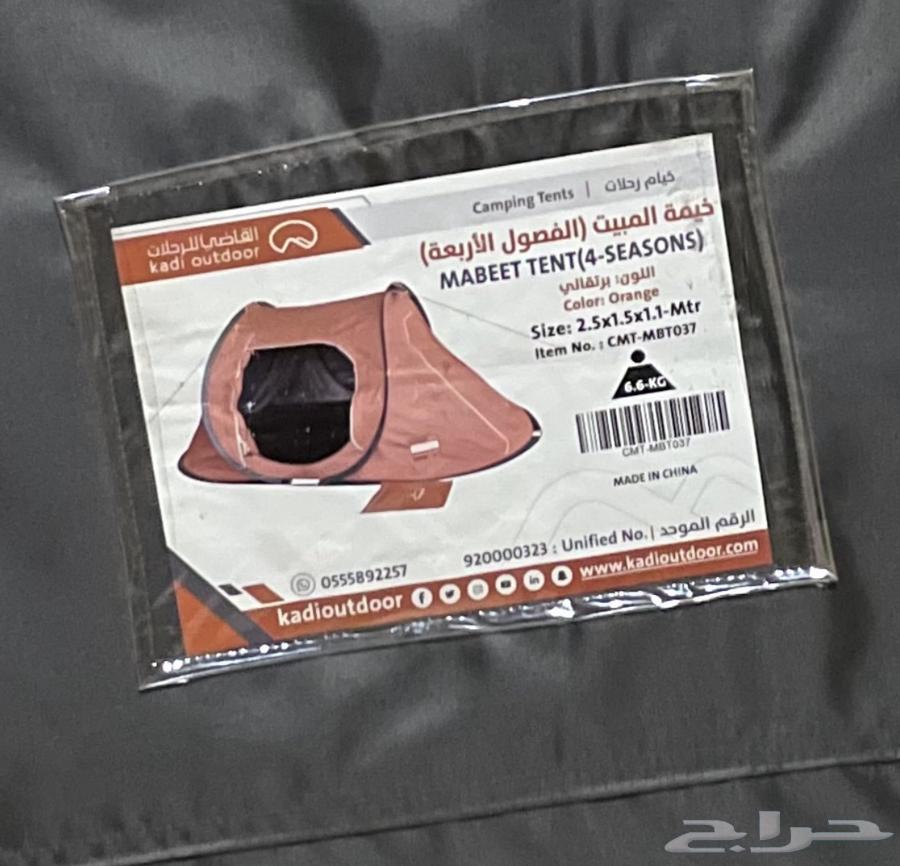 القاضي للرحلات
kadi outdoor
Camping Tents | خيام رحلات
خيمة المبيت (الفصول الأربعة)
MABEET TENT(4-SEASONS)
اللون: برتقالي
Color: Orange
Size: 2.5x1.5x1.1-Mtr
Item No. : CMT-MBT037
6.6-KG
CMT-MBT037
MADE IN CHINA
920000323 : Unified No. | الرقم الموحد
0555892257
kadioutdoor
www.kadioutdoor.com
حراج